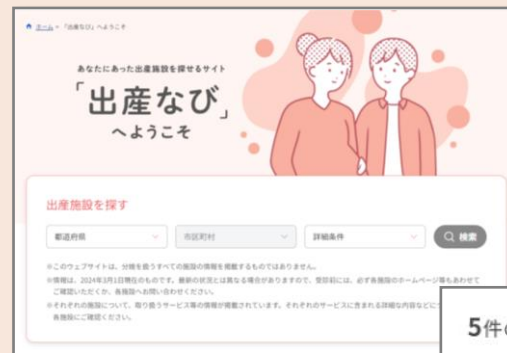 ホーム > 「出産なび」へようこそ
あなたにあった出産施設を探せるサイト
「出産なび」
へようこそ
出産施設を探す
都道府県
市区町村
詳細条件
検索
※このウェブサイトは、分娩を扱うすべての施設の情報を掲載するものではありません。
※情報は、2024年3月1日現在のものです。最新の状況とは異なる場合がありますので、受診前には、必ず各施設のホームページ等もあわせて
ご確認いただくか、各施設へお問い合わせください。
※それぞれの施設について、取り扱うサービス等の情報が掲載されています。それぞれのサービスに含まれる詳細な内容などに
各施設にご確認ください。
5件